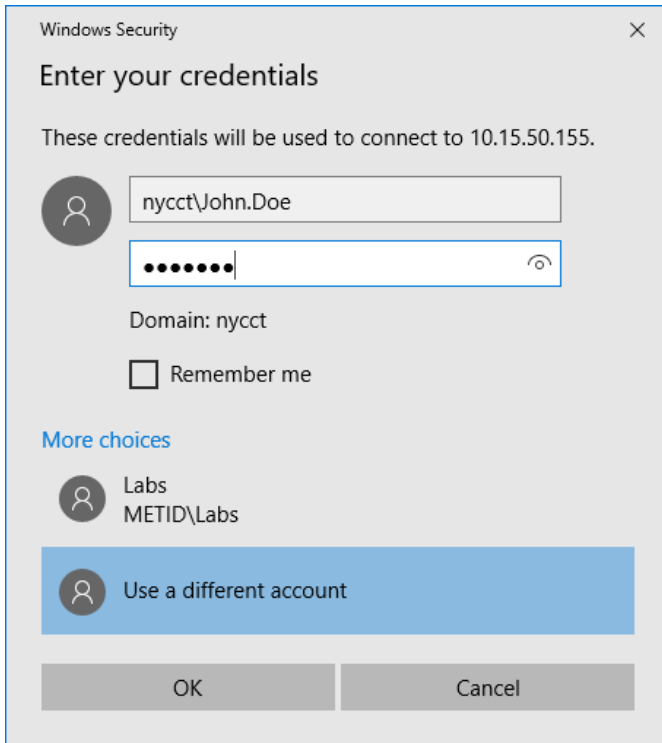 Windows Security
Enter your credentials
These credentials will be used to connect to 10.15.50.155.
nycct\John.Doe
●●●●●●●
Domain: nycct
Remember me
More choices
Labs
METID\Labs
Use a different account
OK
Cancel